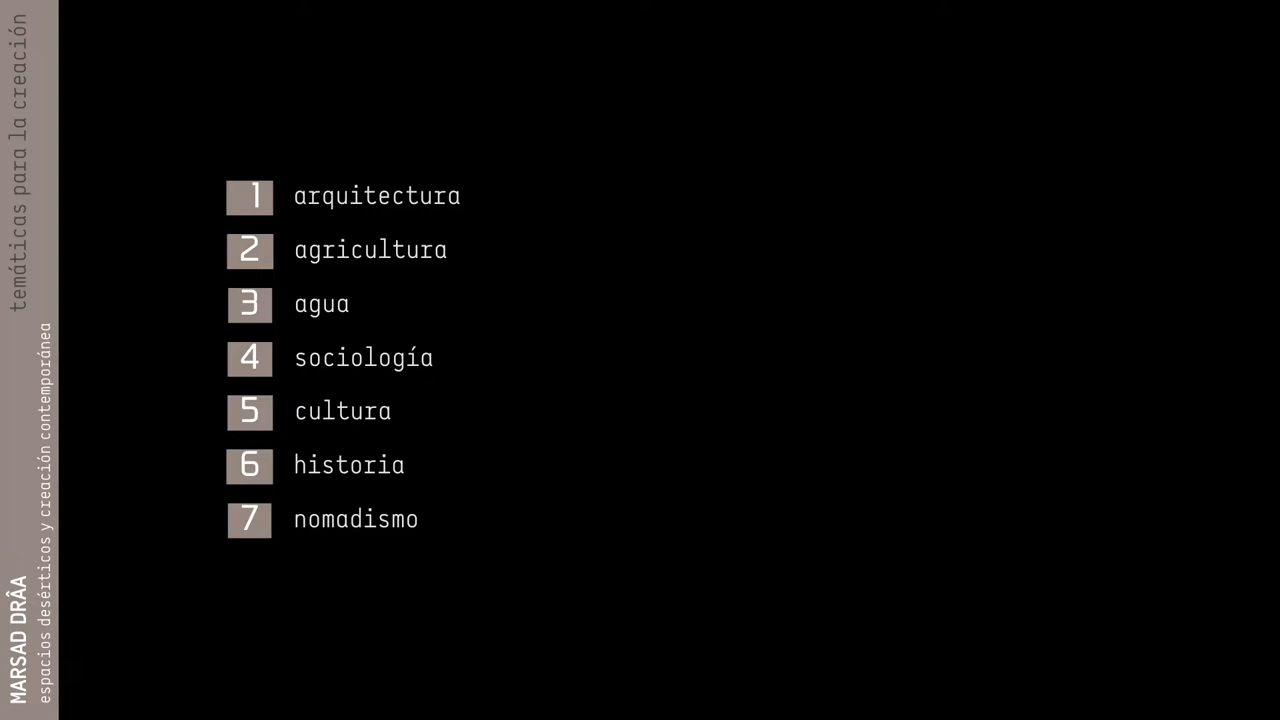 temáticas para la creación
MARSAD DRÂA
espacios desérticos y creación contemporánea
1 arquitectura
2 agricultura
3 agua
4 sociología
5 cultura
6 historia
7 nomadismo